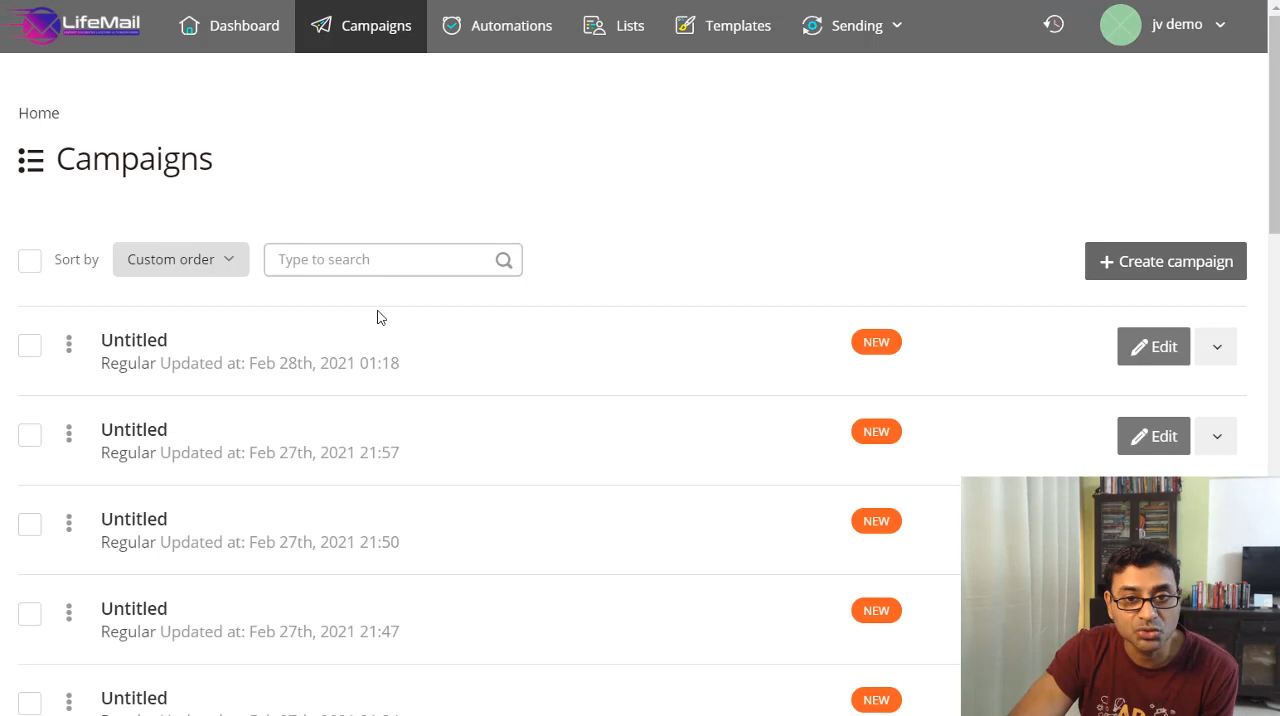 LifeMail
Dashboard
Campaigns
Automations
Lists
Templates
Sending
jv demo
Home
Campaigns
Sort by
Custom order
Type to search
+ Create campaign
Untitled
NEW
Edit
Regular Updated at: Feb 28th, 2021 01:18
Untitled
NEW
Edit
Regular Updated at: Feb 27th, 2021 21:57
Untitled
NEW
Regular Updated at: Feb 27th, 2021 21:50
Untitled
NEW
Regular Updated at: Feb 27th, 2021 21:47
Untitled
NEW